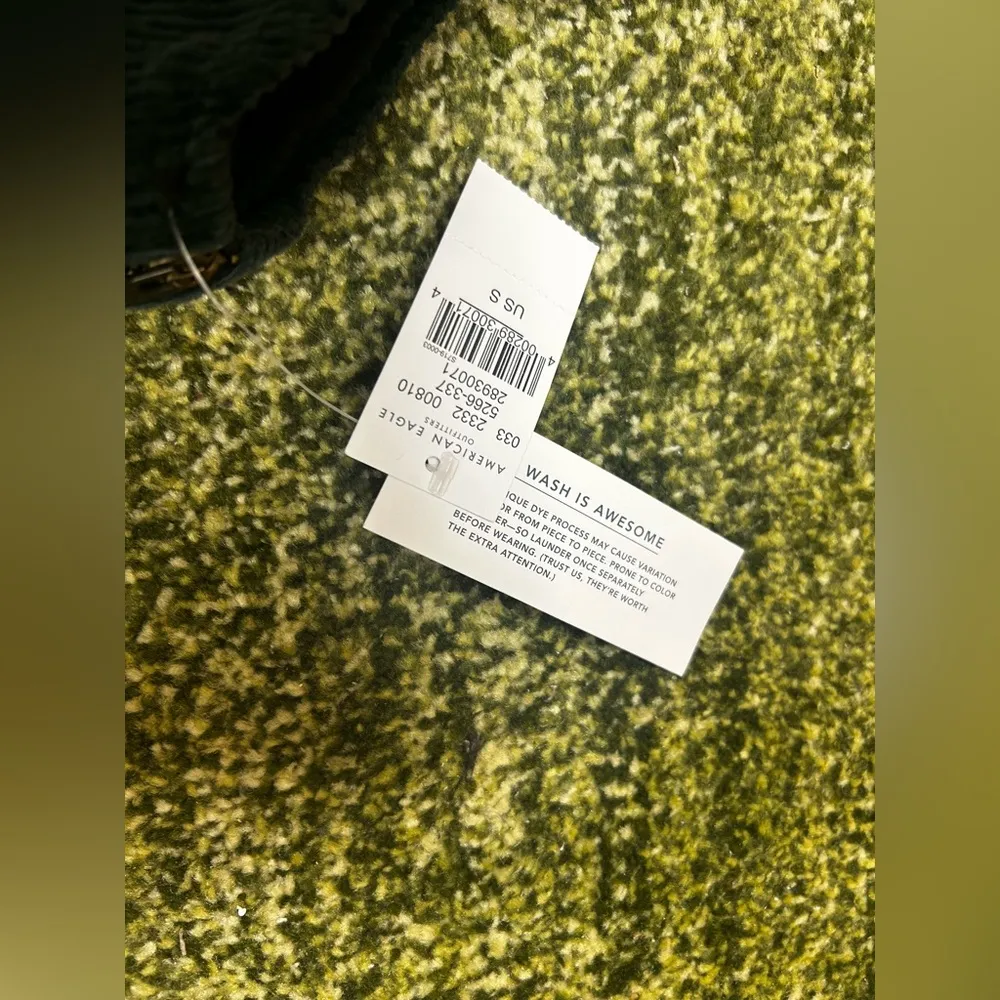 AMERICAN EAGLE
OUTFITTERS
033 2332 00810
5266-337
28930071
S719-0003
4 00289 30071 4
US S
WASH IS AWESOME
IQUE DYE PROCESS MAY CAUSE VARIATION
OR FROM PIECE TO PIECE. PRONE TO COLOR
ER—SO LAUNDER ONCE SEPARATELY
BEFORE WEARING. (TRUST US, THEY'RE WORTH
THE EXTRA ATTENTION.)